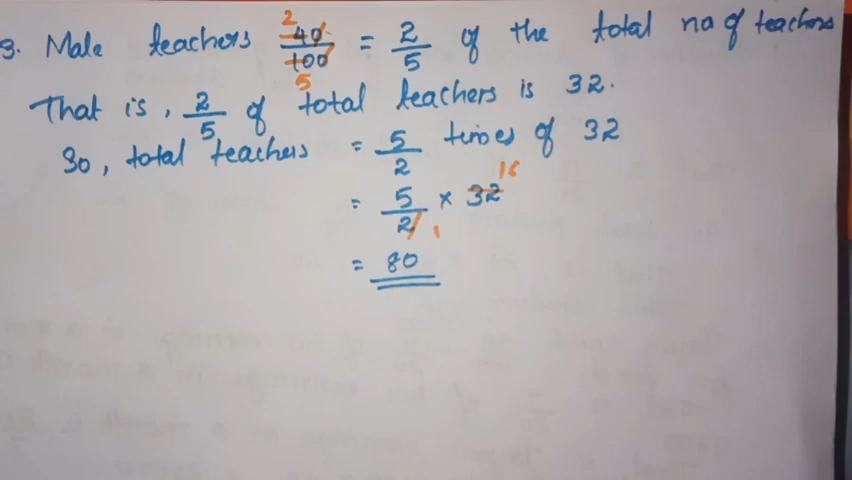 3. Male teachers 40/100 = 2/5 of the total no of teachers
2
5
That is, 2/5 of total teachers is 32.
So, total teachers = 5/2 times of 32
= 5/2 × 32
16
1
= 80